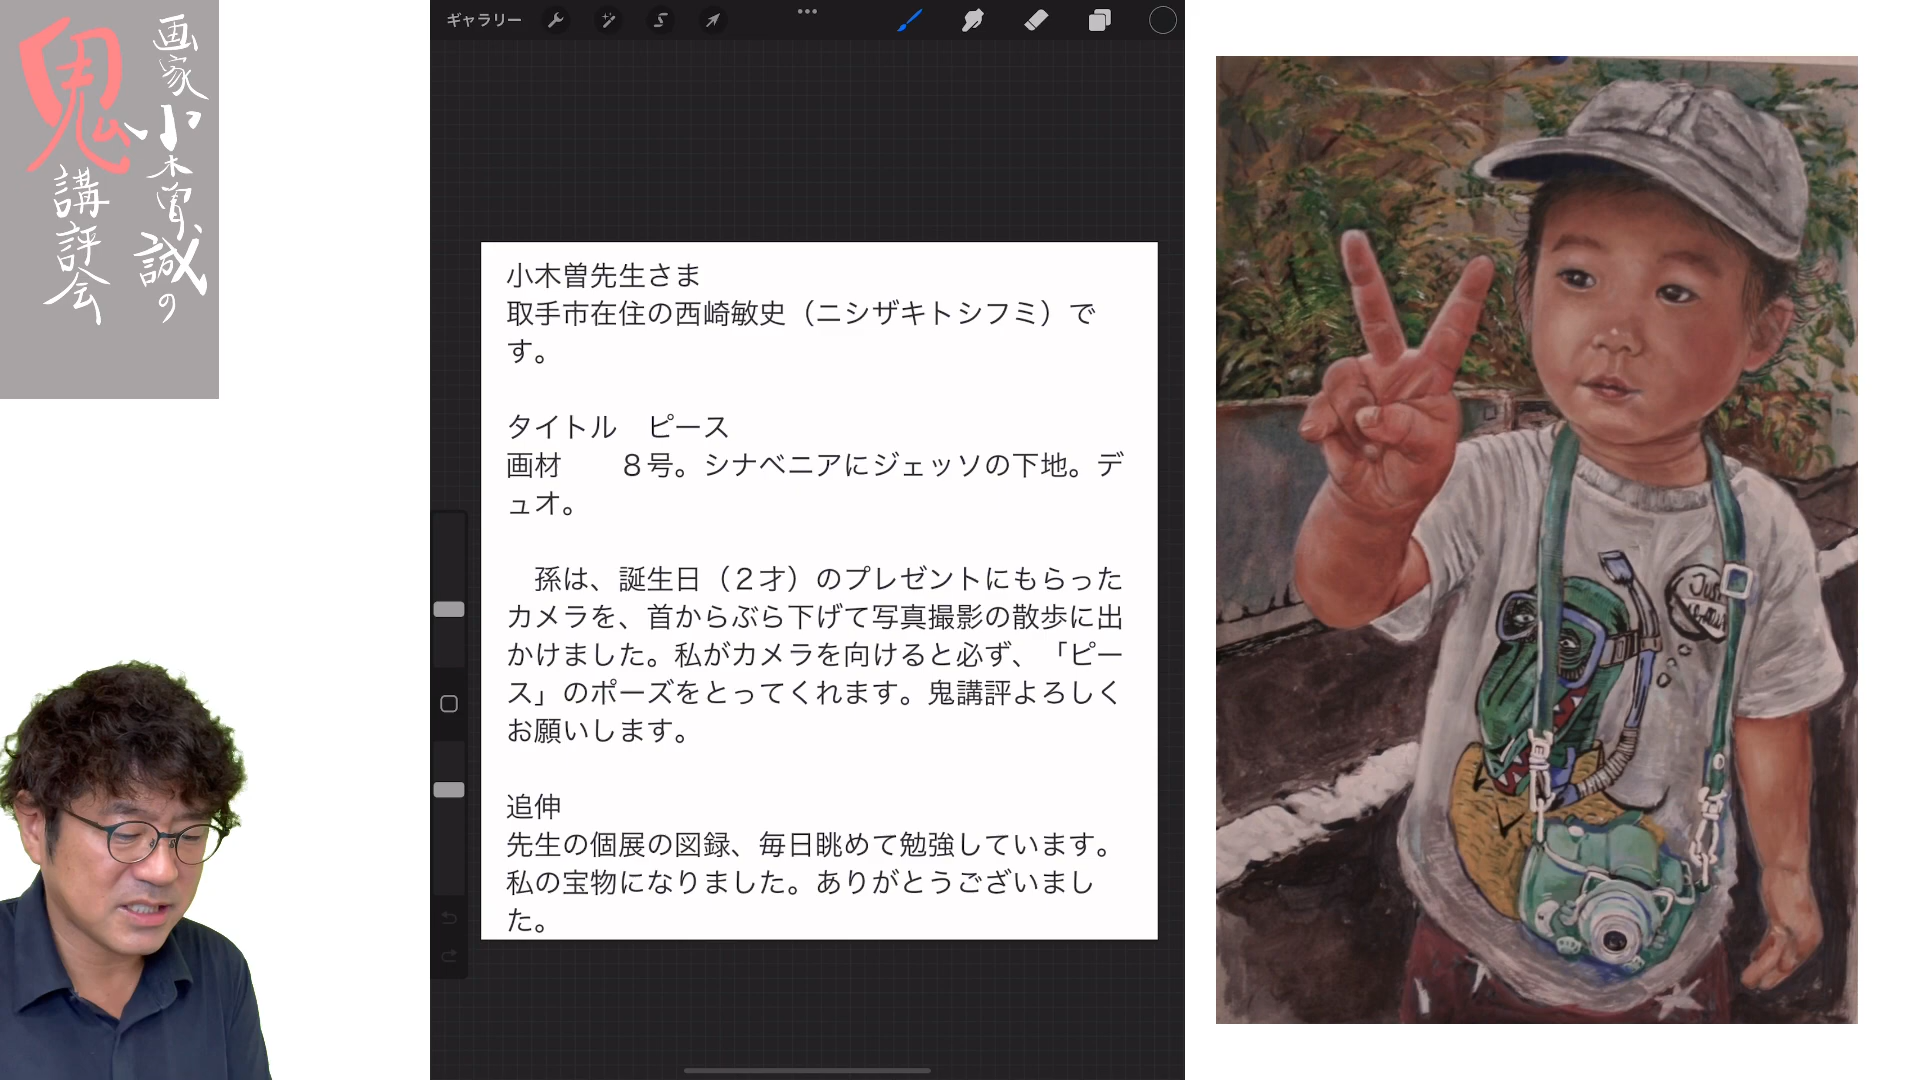 画家小木曽誠の
鬼
講評会
ギャラリー
小木曽先生さま
取手市在住の西崎敏史（ニシザキトシフミ）で
す。
タイトル　ピース
画材　　８号。シナベニアにジェッソの下地。デ
ュオ。
　孫は、誕生日（２才）のプレゼントにもらった
カメラを、首からぶら下げて写真撮影の散歩に出
かけました。私がカメラを向けると必ず、「ピー
ス」のポーズをとってくれます。鬼講評よろしく
お願いします。
追伸
先生の個展の図録、毎日眺めて勉強しています。
私の宝物になりました。ありがとうございまし
た。
JUST